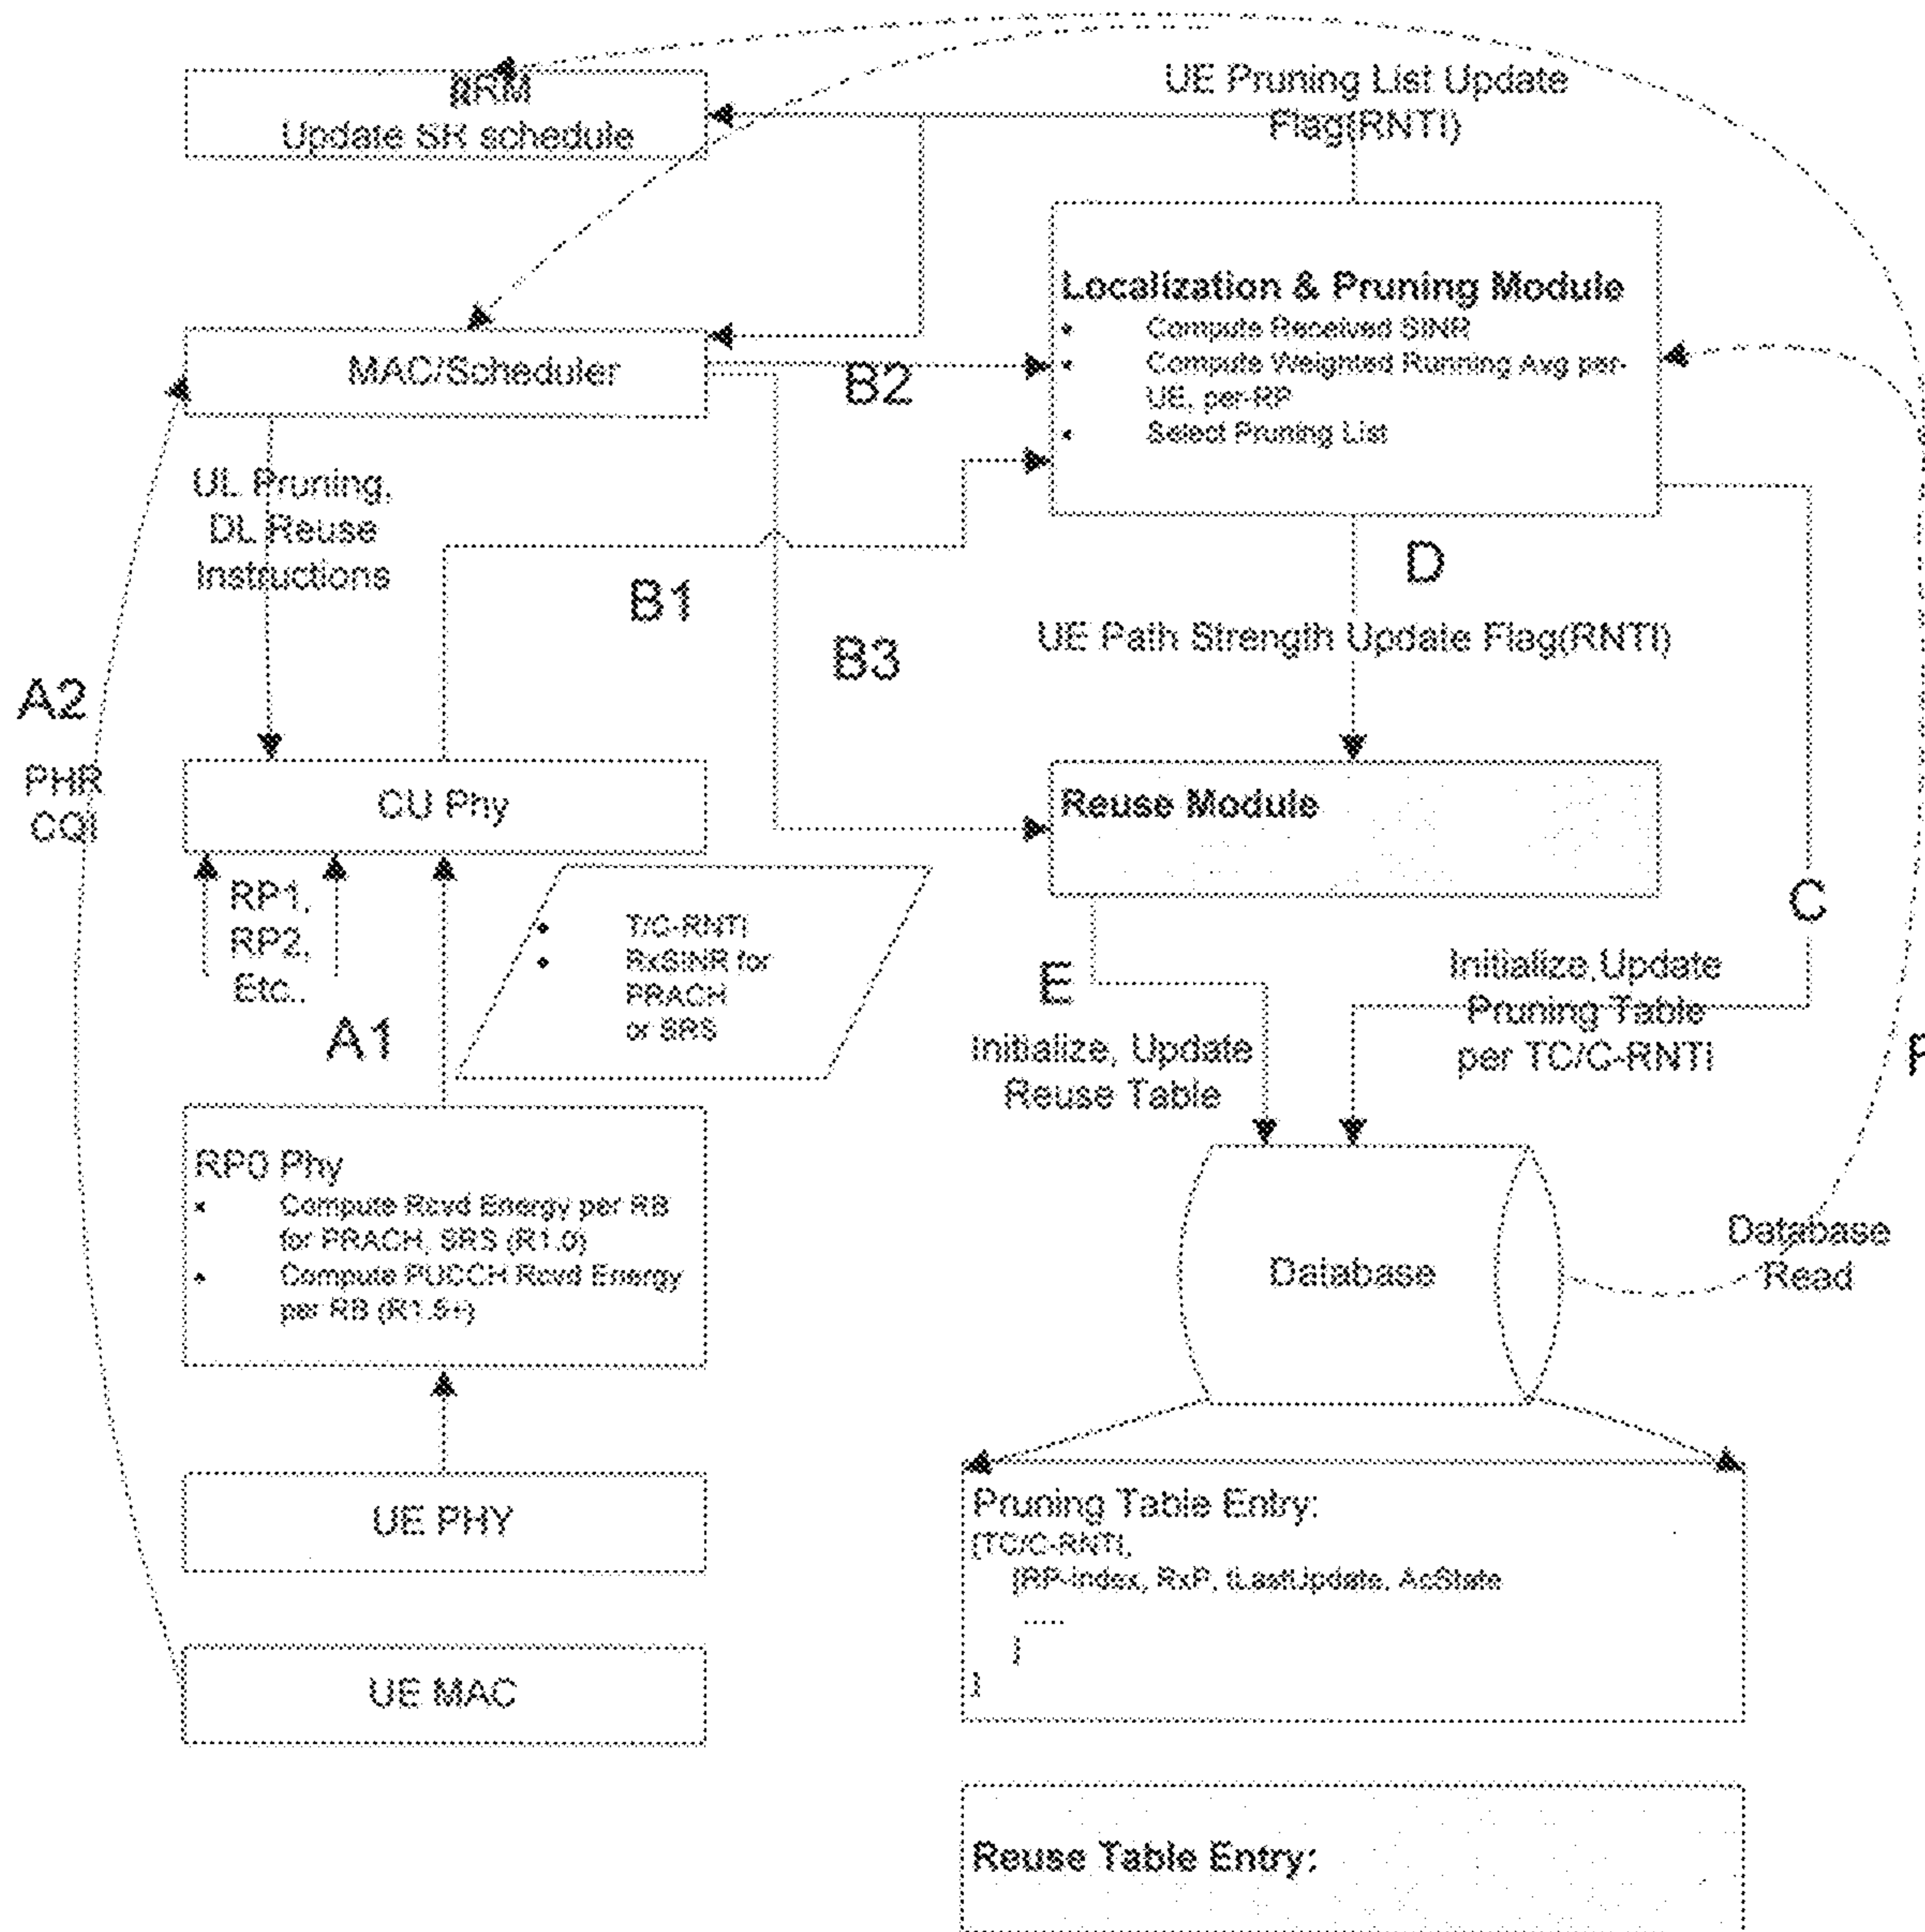 RRM
Update SR schedule
UE Pruning List Update
Flag(RNTI)
Localization & Pruning Module
Compute Received SINR
Compute Weighted Running Avg per-
UE, per-RP
Select Pruning List
MAC/Scheduler
B2
UL Pruning,
DL Reuse
Instructions
B1
B3
D
UE Path Strength Update Flag(RNTI)
A2
PHR
CQI
CU Phy
Reuse Module
C
RP1,
RP2,
Etc..
A1
T/C-RNTI
RxSINR for
PRACH
or SRS
E
Initialize, Update
Reuse Table
Initialize,Update
Pruning Table
per TC/C-RNTI
RP0 Phy
Compute Rcvd Energy per RB
for PRACH, SRS (R1.0)
Compute PUCCH Rcvd Energy
per RB (R1.5+)
Database
Database
Read
UE PHY
Pruning Table Entry:
[TC/C-RNTI,
[RP-Index, RxP, tLastUpdate, AcState
.....
]
]
UE MAC
Reuse Table Entry: